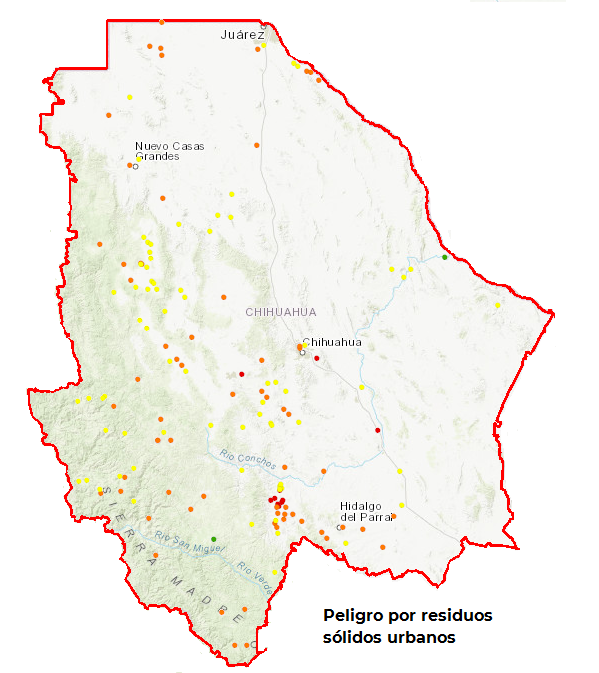 Juárez
Nuevo Casas
Grandes
CHIHUAHUA
Chihuahua
Río Conchos
Hidalgo
del Parral
SIERRA MADRE
Río San Miguel
Río Verde
Peligro por residuos
sólidos urbanos